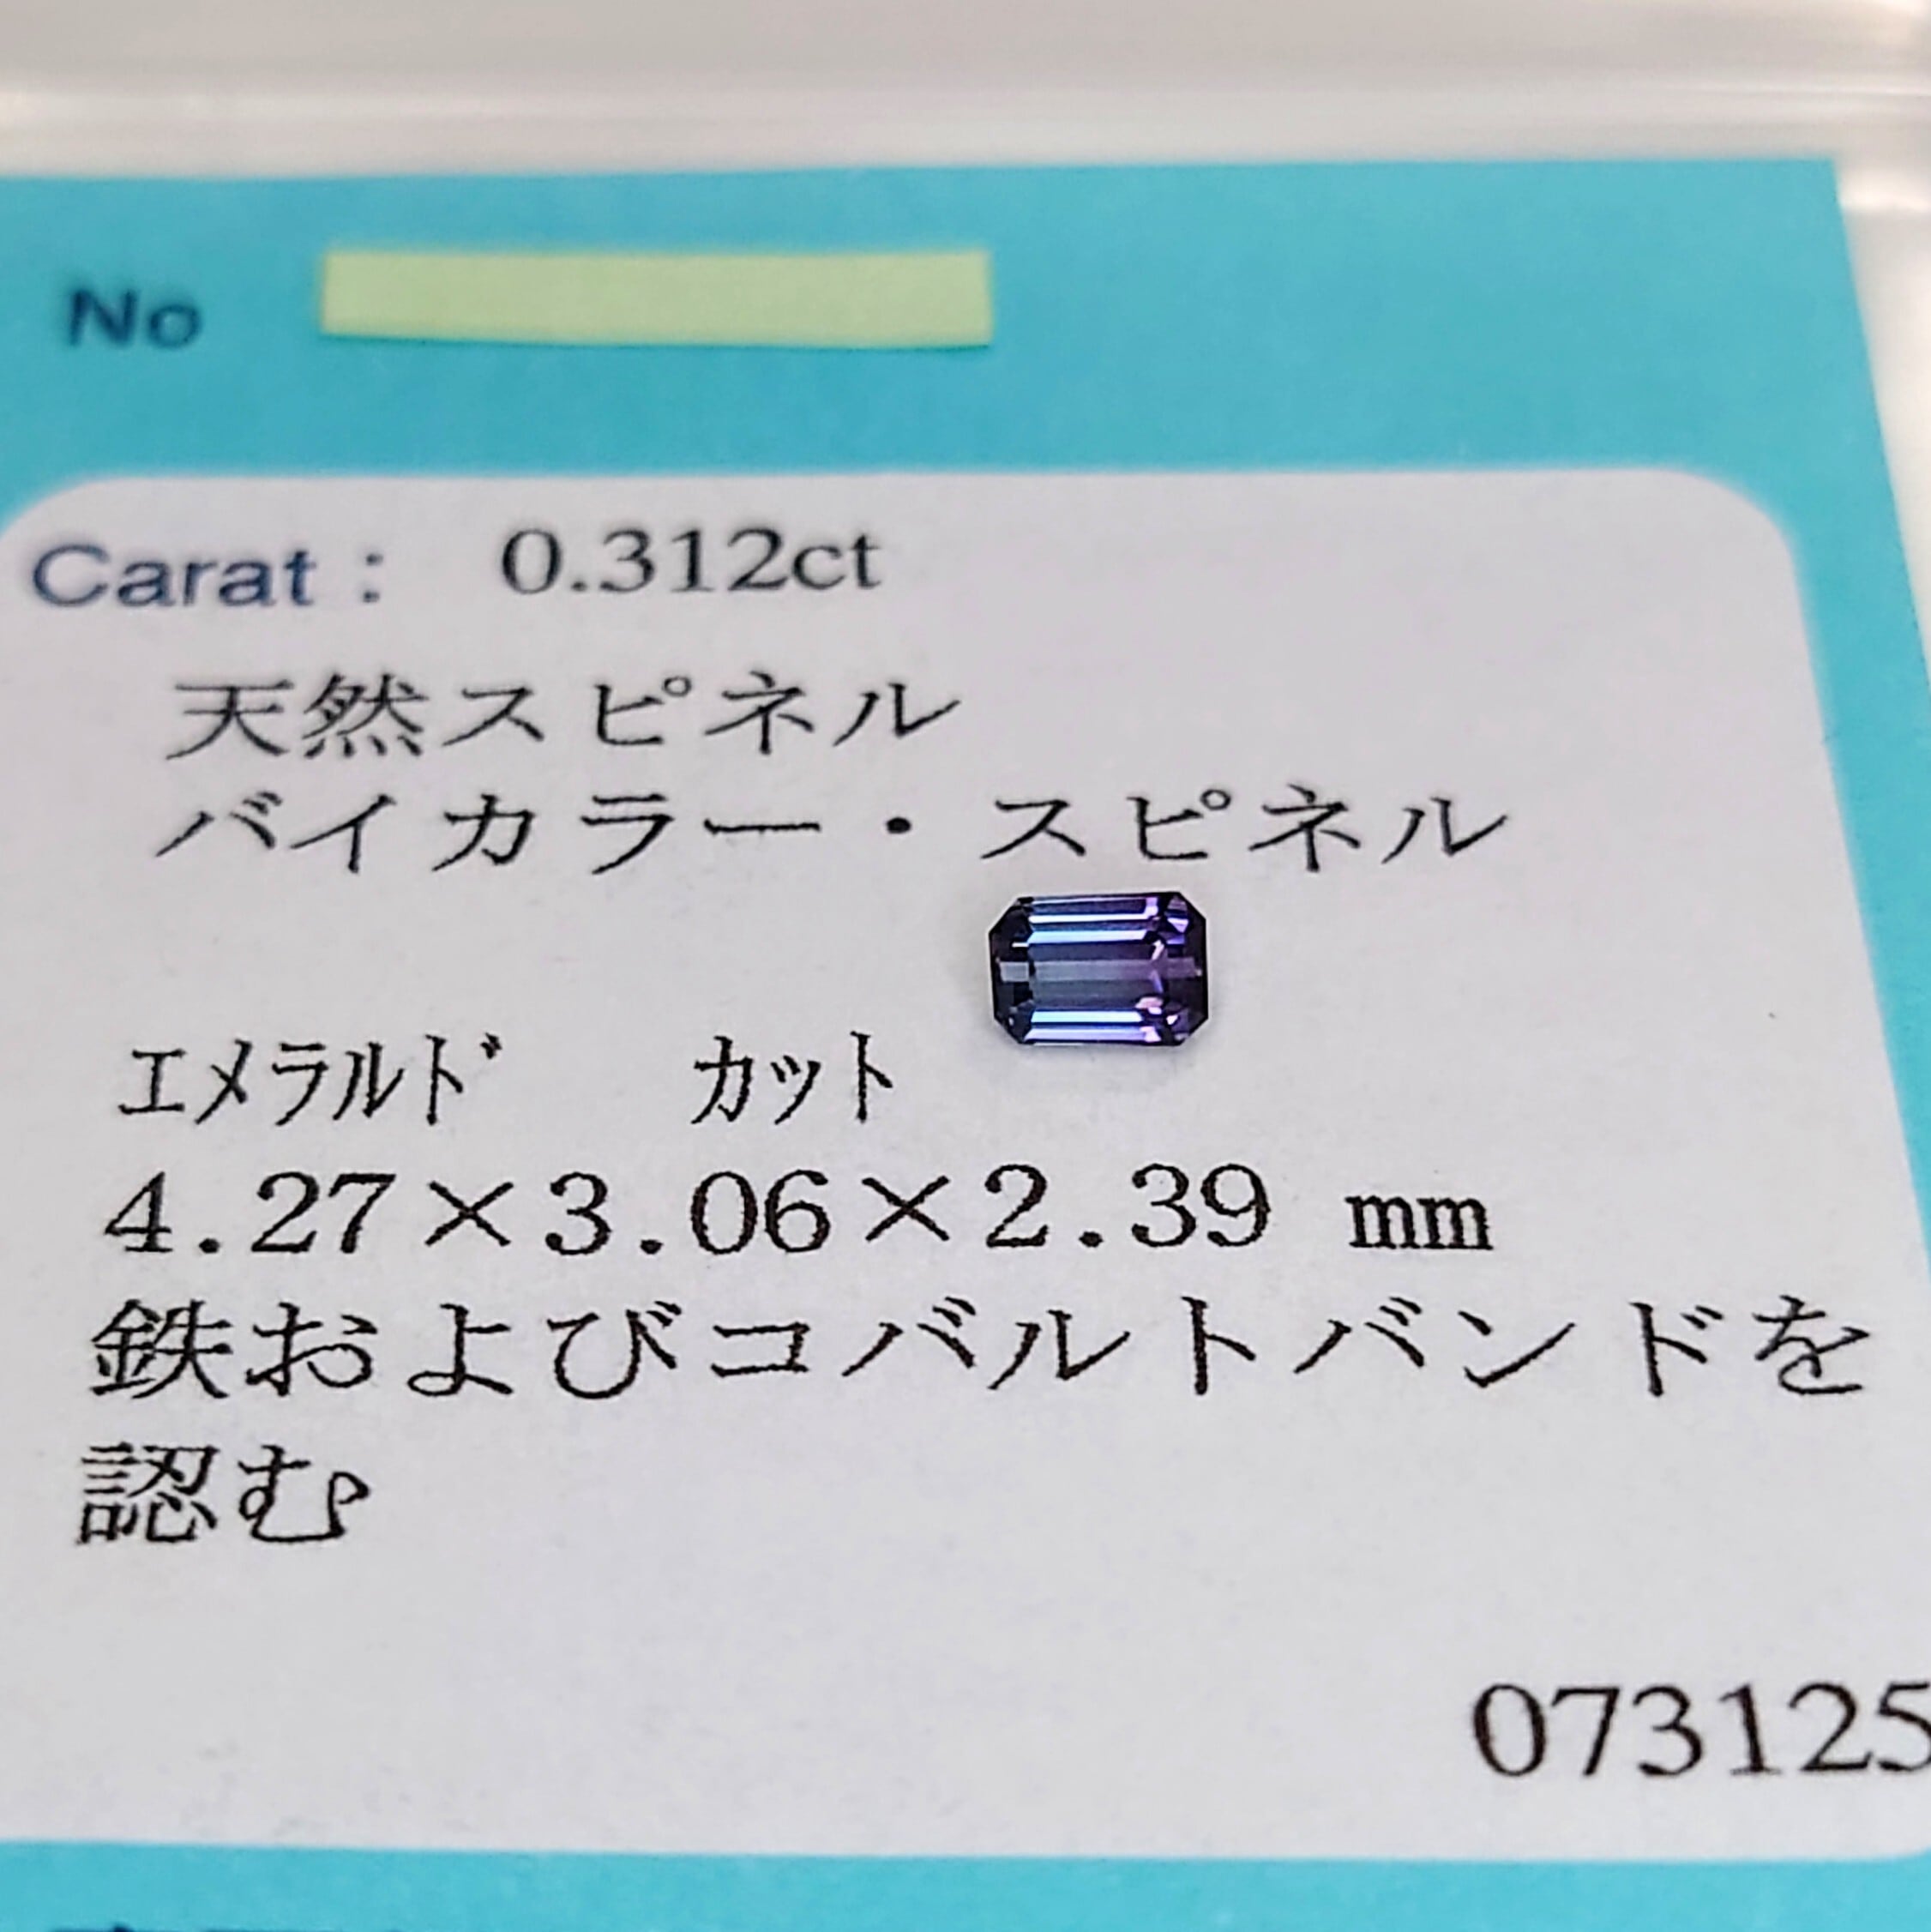 No
Carat： 0.312ct
天然スピネル
バイカラー・スピネル
ｴﾒﾗﾙﾄﾞ ｶｯﾄ
4.27×3.06×2.39 mm
鉄およびコバルトバンドを
認む
073125